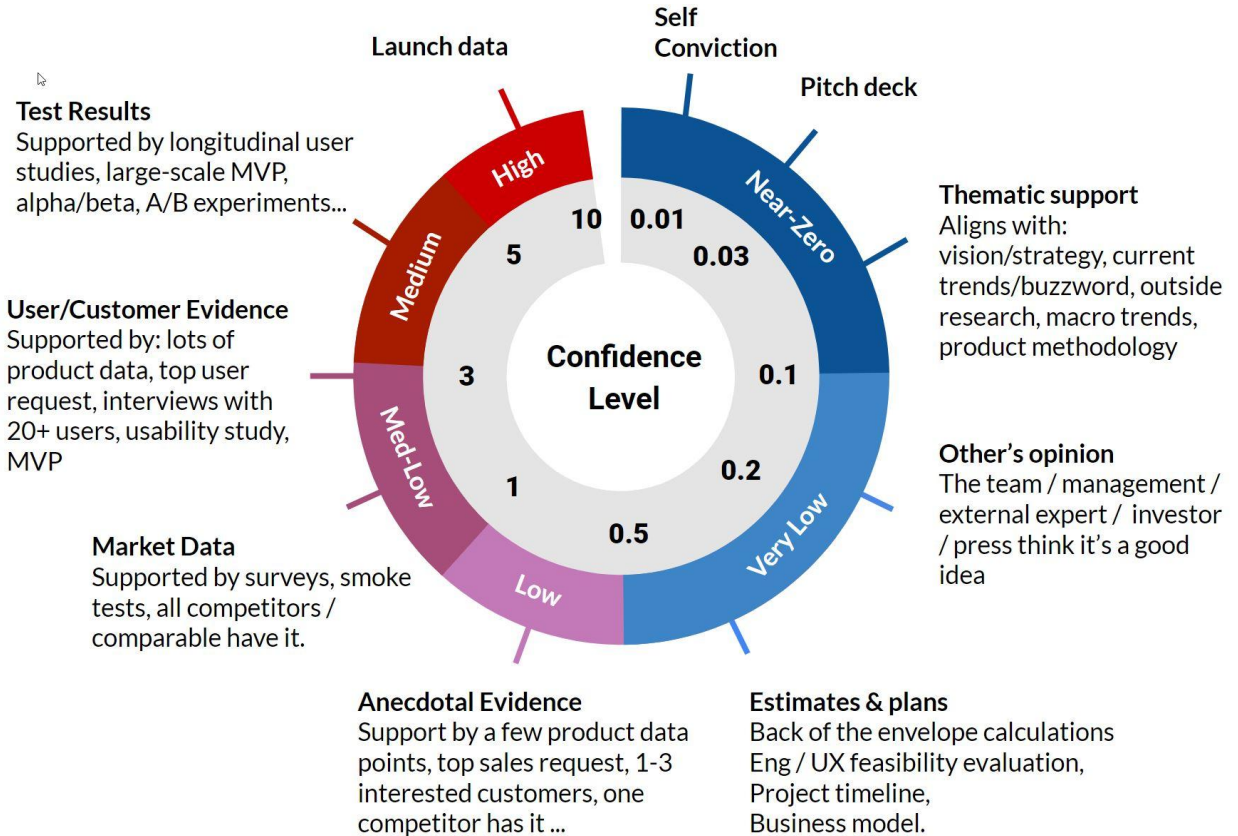 Self
Conviction
Launch data
Pitch deck
Test Results
Supported by longitudinal user
studies, large-scale MVP,
alpha/beta, A/B experiments...
High
Near-Zero
Thematic support
Aligns with:
vision/strategy, current
trends/buzzword, outside
research, macro trends,
product methodology
10
0.01
5
0.03
Medium
User/Customer Evidence
Supported by: lots of
product data, top user
request, interviews with
20+ users, usability study,
MVP
Confidence
Level
3
0.1
Med-Low
1
0.2
0.5
Very Low
Low
Other's opinion
The team / management /
external expert / investor
/ press think it's a good
idea
Market Data
Supported by surveys, smoke
tests, all competitors /
comparable have it.
Anecdotal Evidence
Support by a few product data
points, top sales request, 1-3
interested customers, one
competitor has it ...
Estimates & plans
Back of the envelope calculations
Eng / UX feasibility evaluation,
Project timeline,
Business model.